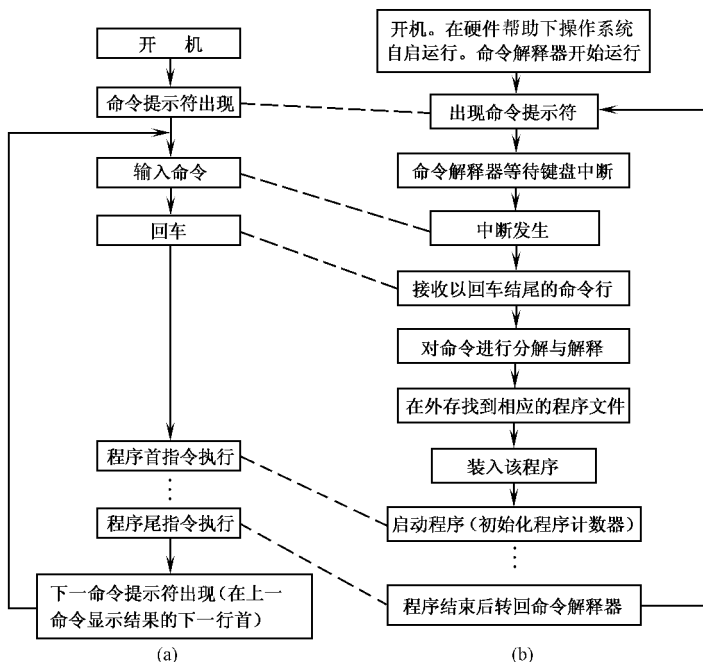 开 机
命令提示符出现
输入命令
回车
程序首指令执行
程序尾指令执行
下一命令提示符出现(在上一
命令显示结果的下一行首)
(a)
开机。在硬件帮助下操作系统
自启运行。命令解释器开始运行
出现命令提示符
命令解释器等待键盘中断
中断发生
接收以回车结尾的命令行
对命令进行分解与解释
在外存找到相应的程序文件
装入该程序
启动程序(初始化程序计数器)
程序结束后转回命令解释器
(b)